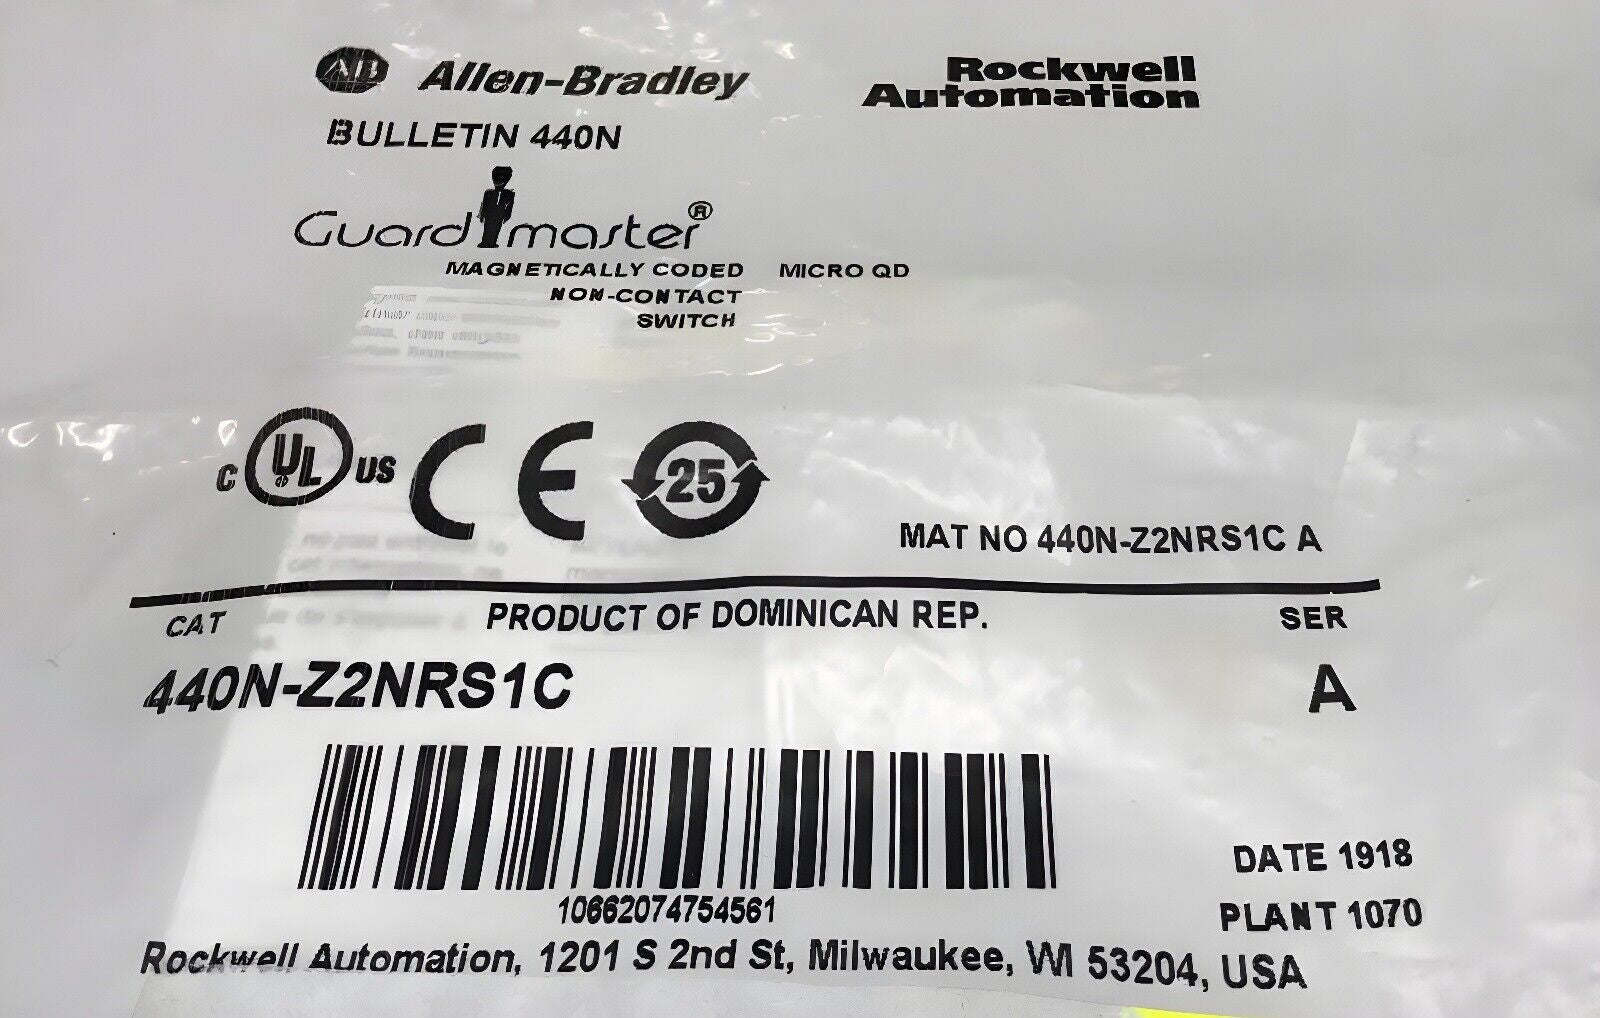 AB Allen-Bradley
Rockwell
Automation
BULLETIN 440N
Guardmaster®
MAGNETICALLY CODED MICRO QD
NON-CONTACT
SWITCH
C UL US CE 25
MAT NO 440N-Z2NRS1C A
CAT PRODUCT OF DOMINICAN REP. SER
440N-Z2NRS1C A
DATE 1918
10662074754561
PLANT 1070
Rockwell Automation, 1201 S 2nd St, Milwaukee, WI 53204, USA